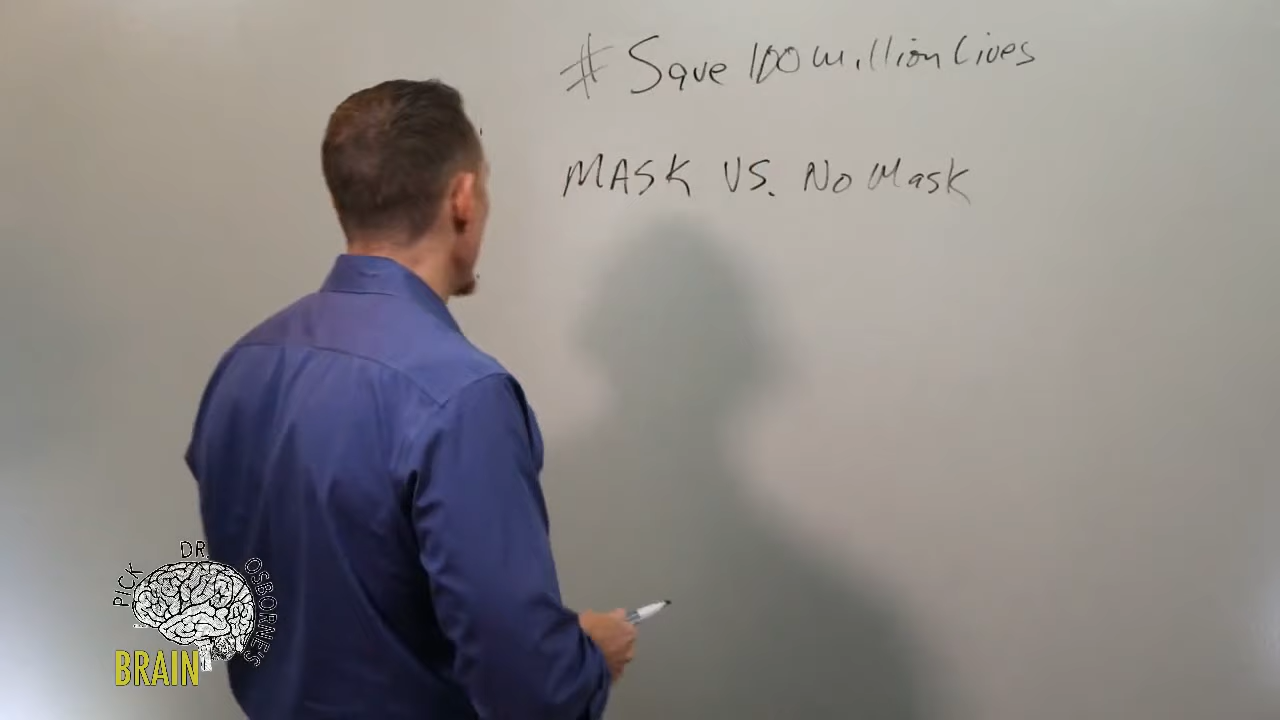 # Save 100 million Lives
MASK VS. No Mask
PICK DR. OSBORNE'S
BRAIN